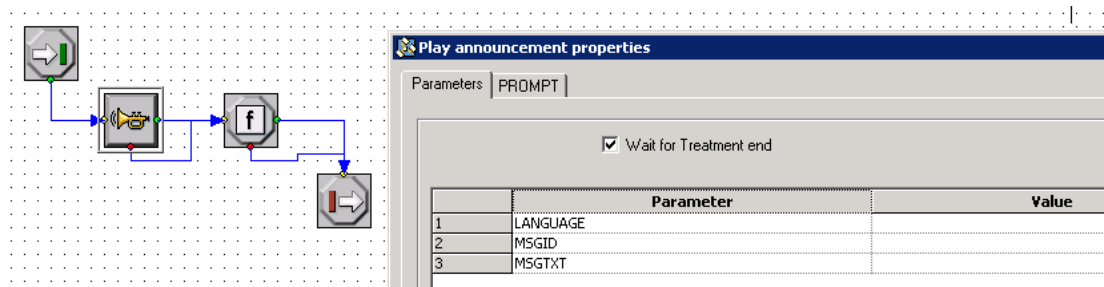 Play announcement properties
Parameters PROMPT
f
Wait for Treatment end
Parameter Value
1 LANGUAGE
2 MSGID
3 MSGTXT